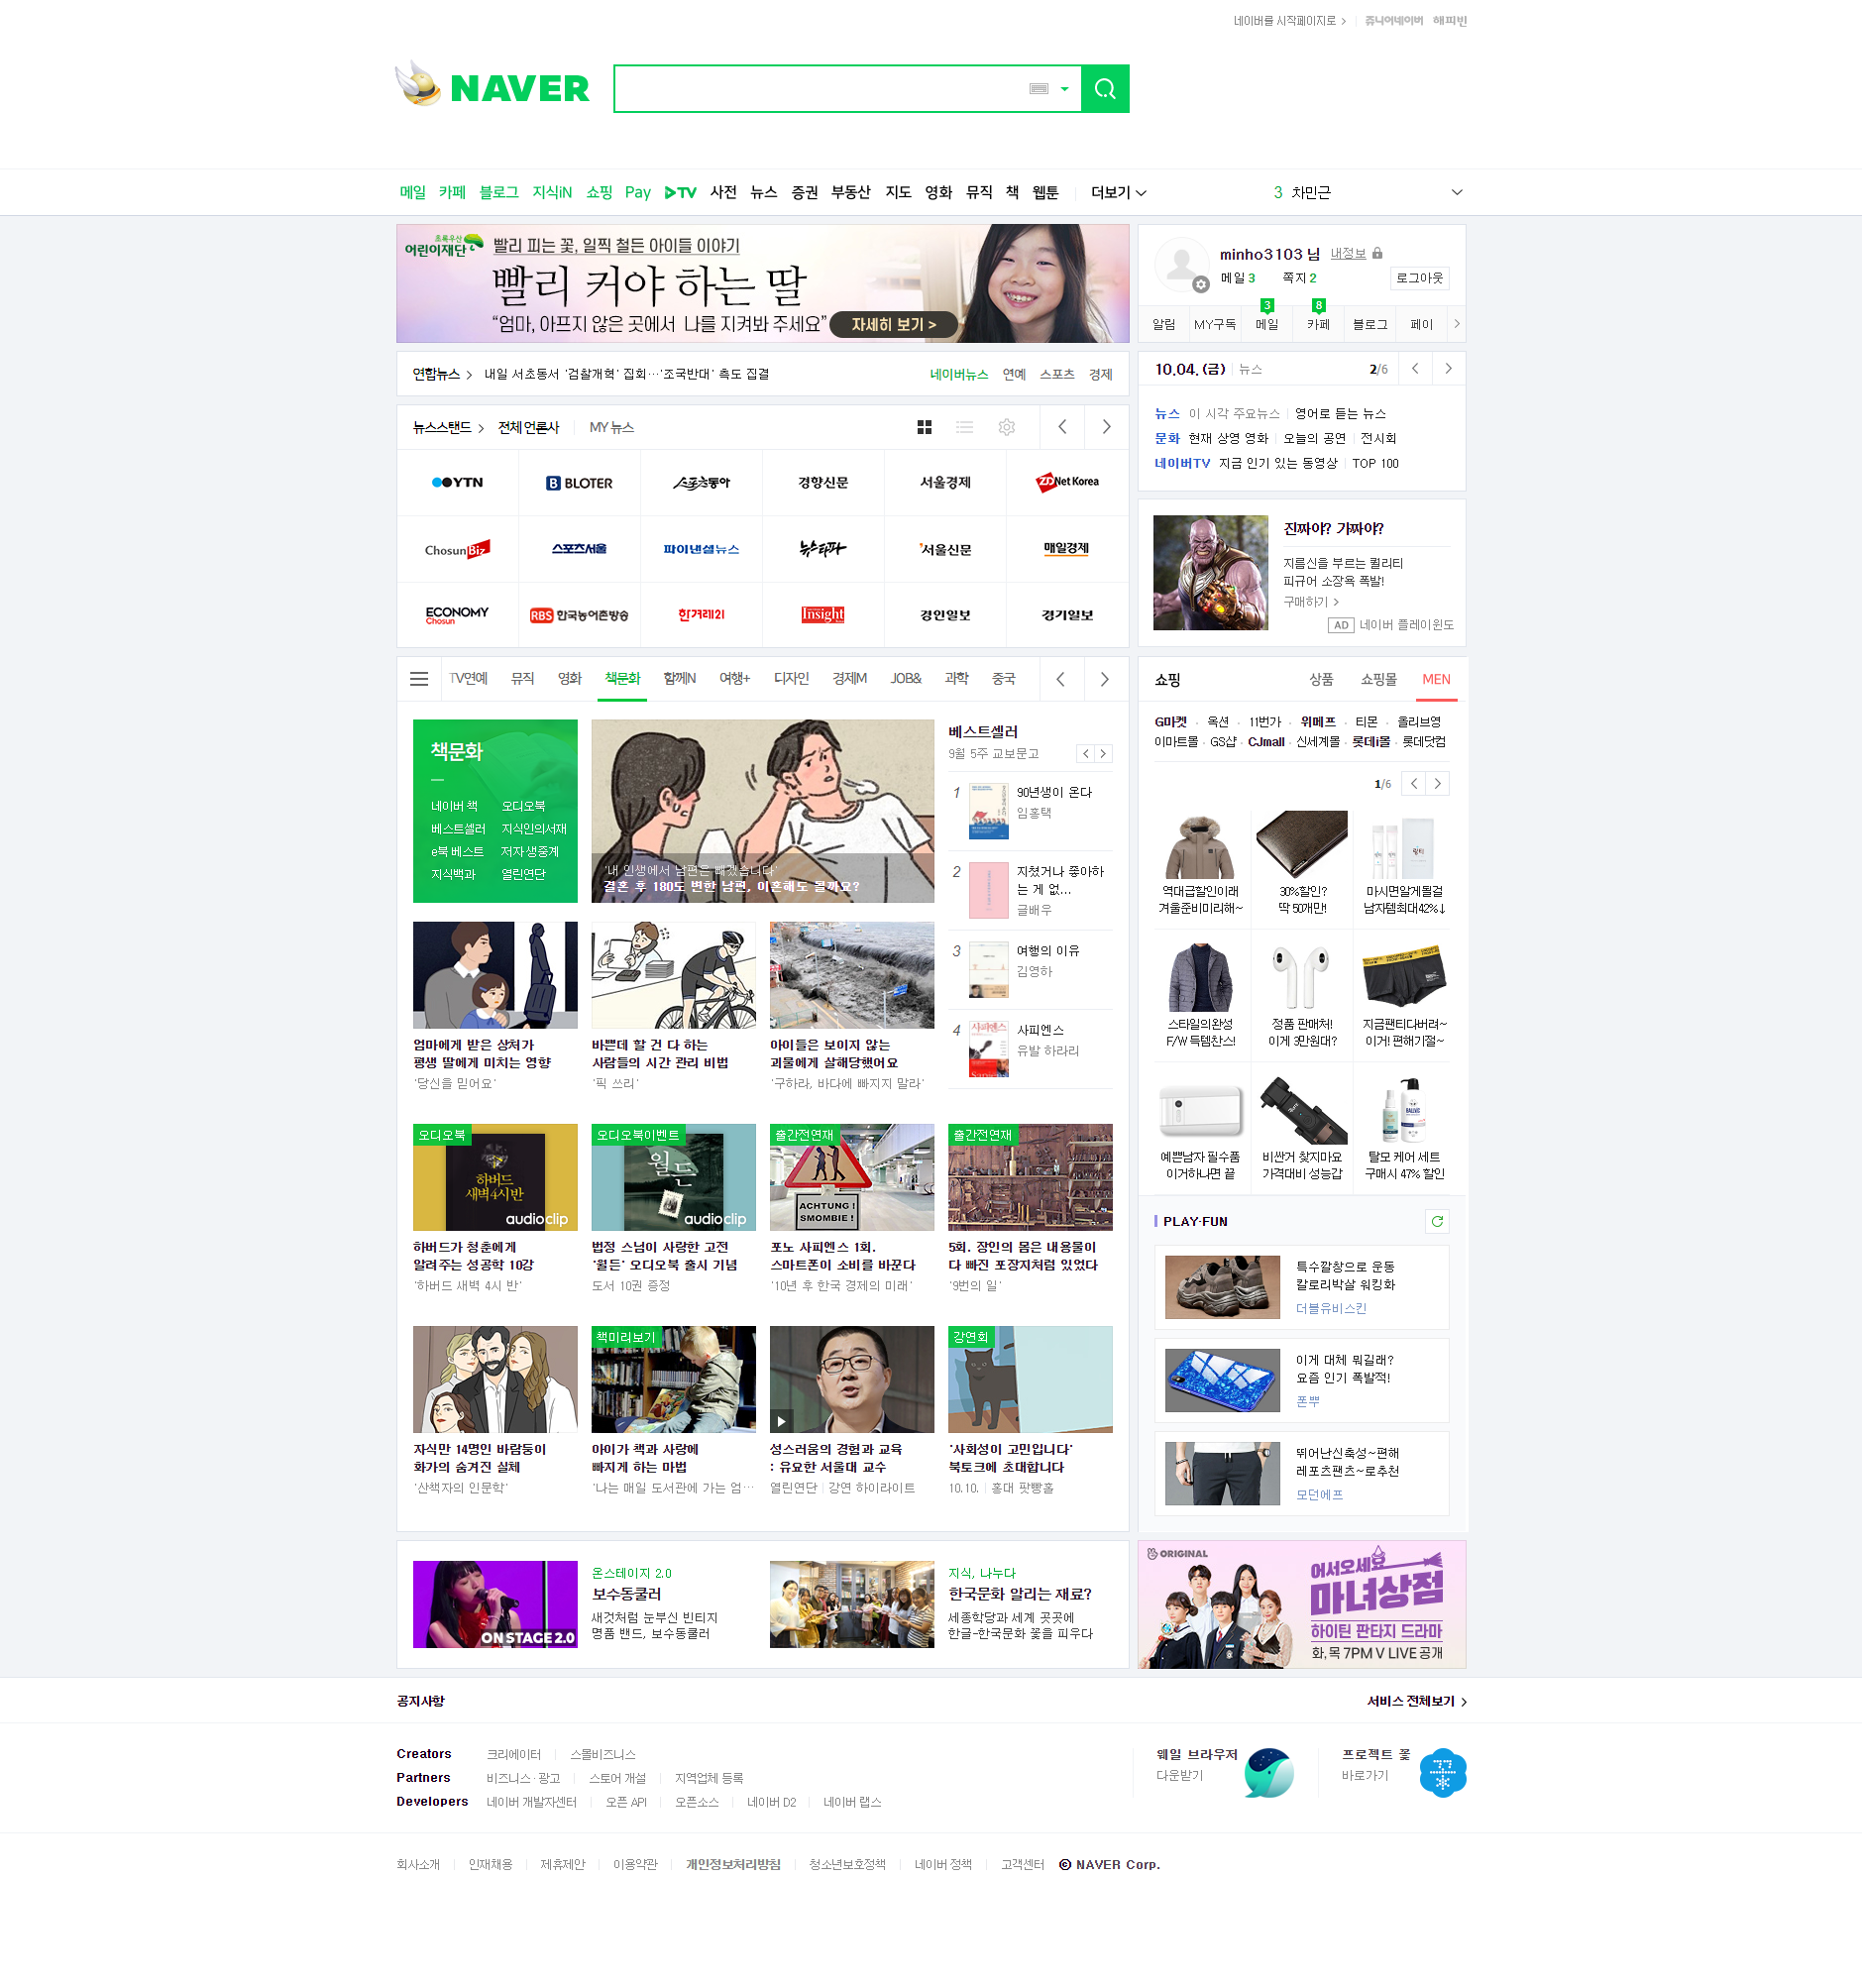 네이버를 시작페이지로
쥬니어네이버 해피빈
NAVER
메일 카페 블로그 지식iN 쇼핑 Pay TV 사전 뉴스 증권 부동산 지도 영화 뮤직 책 웹툰 더보기
3 차민근
초록우산
어린이재단
빨리 피는 꽃, 일찍 철든 아이들 이야기
빨리 커야 하는 딸
“엄마, 아프지 않은 곳에서 나를 지켜봐 주세요”
자세히 보기 >
minho3103 님 내정보
메일 3 쪽지 2
로그아웃
3 8
알림 MY구독 메일 카페 블로그 페이
연합뉴스 내일 서초동서 '검찰개혁' 집회…'조국반대' 측도 집결
네이버뉴스 연예 스포츠 경제
10.04.(금) 뉴스 2/6
뉴스 이 시각 주요뉴스 영어로 듣는 뉴스
문화 현재 상영 영화 오늘의 공연 전시회
네이버TV 지금 인기 있는 동영상 TOP 100
뉴스스탠드 전체 언론사 MY 뉴스
YTN BLOTER 스포츠동아 경향신문 서울경제 ZDNet Korea
ChosunBiz 스포츠서울 파이낸셜뉴스 뉴스타파 서울신문 매일경제
ECONOMY Chosun RBS 한국농어촌방송 한겨레21 Insight 경인일보 경기일보
진짜야? 가짜야?
지름신을 부르는 퀄리티
피규어 소장욕 폭발!
구매하기
AD 네이버 플레이윈도
TV연예 뮤직 영화 책문화 함께N 여행+ 디자인 경제M JOB& 과학 중국
책문화
네이버 책 오디오북
베스트셀러 지식인의서재
e북 베스트 저자·생중계
지식백과 열린연단
'내 인생에서 남편은 빼겠습니다'
결혼 후 180도 변한 남편, 이혼해도 될까요?
베스트셀러
9월 5주 교보문고
1 90년생이 온다
임홍택
2 지쳤거나 좋아하
는 게 없...
글배우
3 여행의 이유
김영하
4 사피엔스
유발 하라리
사피엔스
엄마에게 받은 상처가
평생 딸에게 미치는 영향
'당신을 믿어요'
바쁜데 할 건 다 하는
사람들의 시간 관리 비법
'픽 쓰리'
아이들은 보이지 않는
괴물에게 살해당했어요
'구하라, 바다에 빠지지 말라'
오디오북
하버드
새벽 4시 반
audioclip
하버드가 청춘에게
알려주는 성공학 10강
'하버드 새벽 4시 반'
오디오북이벤트
월든
audioclip
법정 스님이 사랑한 고전
'월든' 오디오북 출시 기념
도서 10권 증정
출간전연재
ACHTUNG !
SMOMBIE !
포노 사피엔스 1회.
스마트폰이 소비를 바꾼다
'10년 후 한국 경제의 미래'
출간전연재
5회. 장인의 몸은 내용물이
다 빠진 포장지처럼 있었다
'9번의 일'
자식만 14명인 바람둥이
화가의 숨겨진 실체
'산책자의 인문학'
책미리보기
아이가 책과 사랑에
빠지게 하는 마법
'나는 매일 도서관에 가는 엄…
성스러움의 경험과 교육
: 유요한 서울대 교수
열린연단 강연 하이라이트
강연회
'사회성이 고민입니다'
북토크에 초대합니다
10.10. 홍대 팟빵홀
쇼핑 상품 쇼핑몰 MEN
G마켓 · 옥션 · 11번가 · 위메프 · 티몬 · 올리브영
이마트몰 · GS샵 · CJmall · 신세계몰 · 롯데i몰 · 롯데닷컴
1/6
역대급할인이래
겨울준비미리해~
30%할인?
딱 50개만!
마시면알게될걸
남자템최대42%↓
스타일의완성
F/W 득템찬스!
정품 판매처!
이게 3만원대?
지금팬티다버려~
이거! 편해기절~
예쁜남자 필수품
이거하나면 끝
비싼거 찾지마요
가격대비 성능갑
탈모 케어 세트
구매시 47% 할인
PLAY·FUN
특수깔창으로 운동
칼로리박살 워킹화
더블유비스킨
이게 대체 뭐길래?
요즘 인기 폭발적!
폰뿌
뛰어난신축성~편해
레포츠팬츠~로추천
모던에프
ON STAGE 2.0
온스테이지 2.0
보수동쿨러
새것처럼 눈부신 빈티지
명품 밴드, 보수동쿨러
지식, 나누다
한국문화 알리는 재료?
세종학당과 세계 곳곳에
한글-한국문화 꽃을 피우다
ORIGINAL
어서오세요
마녀상점
하이틴 판타지 드라마
화,목 7PM V LIVE 공개
공지사항
서비스 전체보기
Creators 크리에이터 스몰비즈니스
Partners 비즈니스 · 광고 스토어 개설 지역업체 등록
Developers 네이버 개발자센터 오픈 API 오픈소스 네이버 D2 네이버 랩스
웨일 브라우저
다운받기
프로젝트 꽃
바로가기
회사소개 인재채용 제휴제안 이용약관 개인정보처리방침 청소년보호정책 네이버 정책 고객센터 ⓒ NAVER Corp.